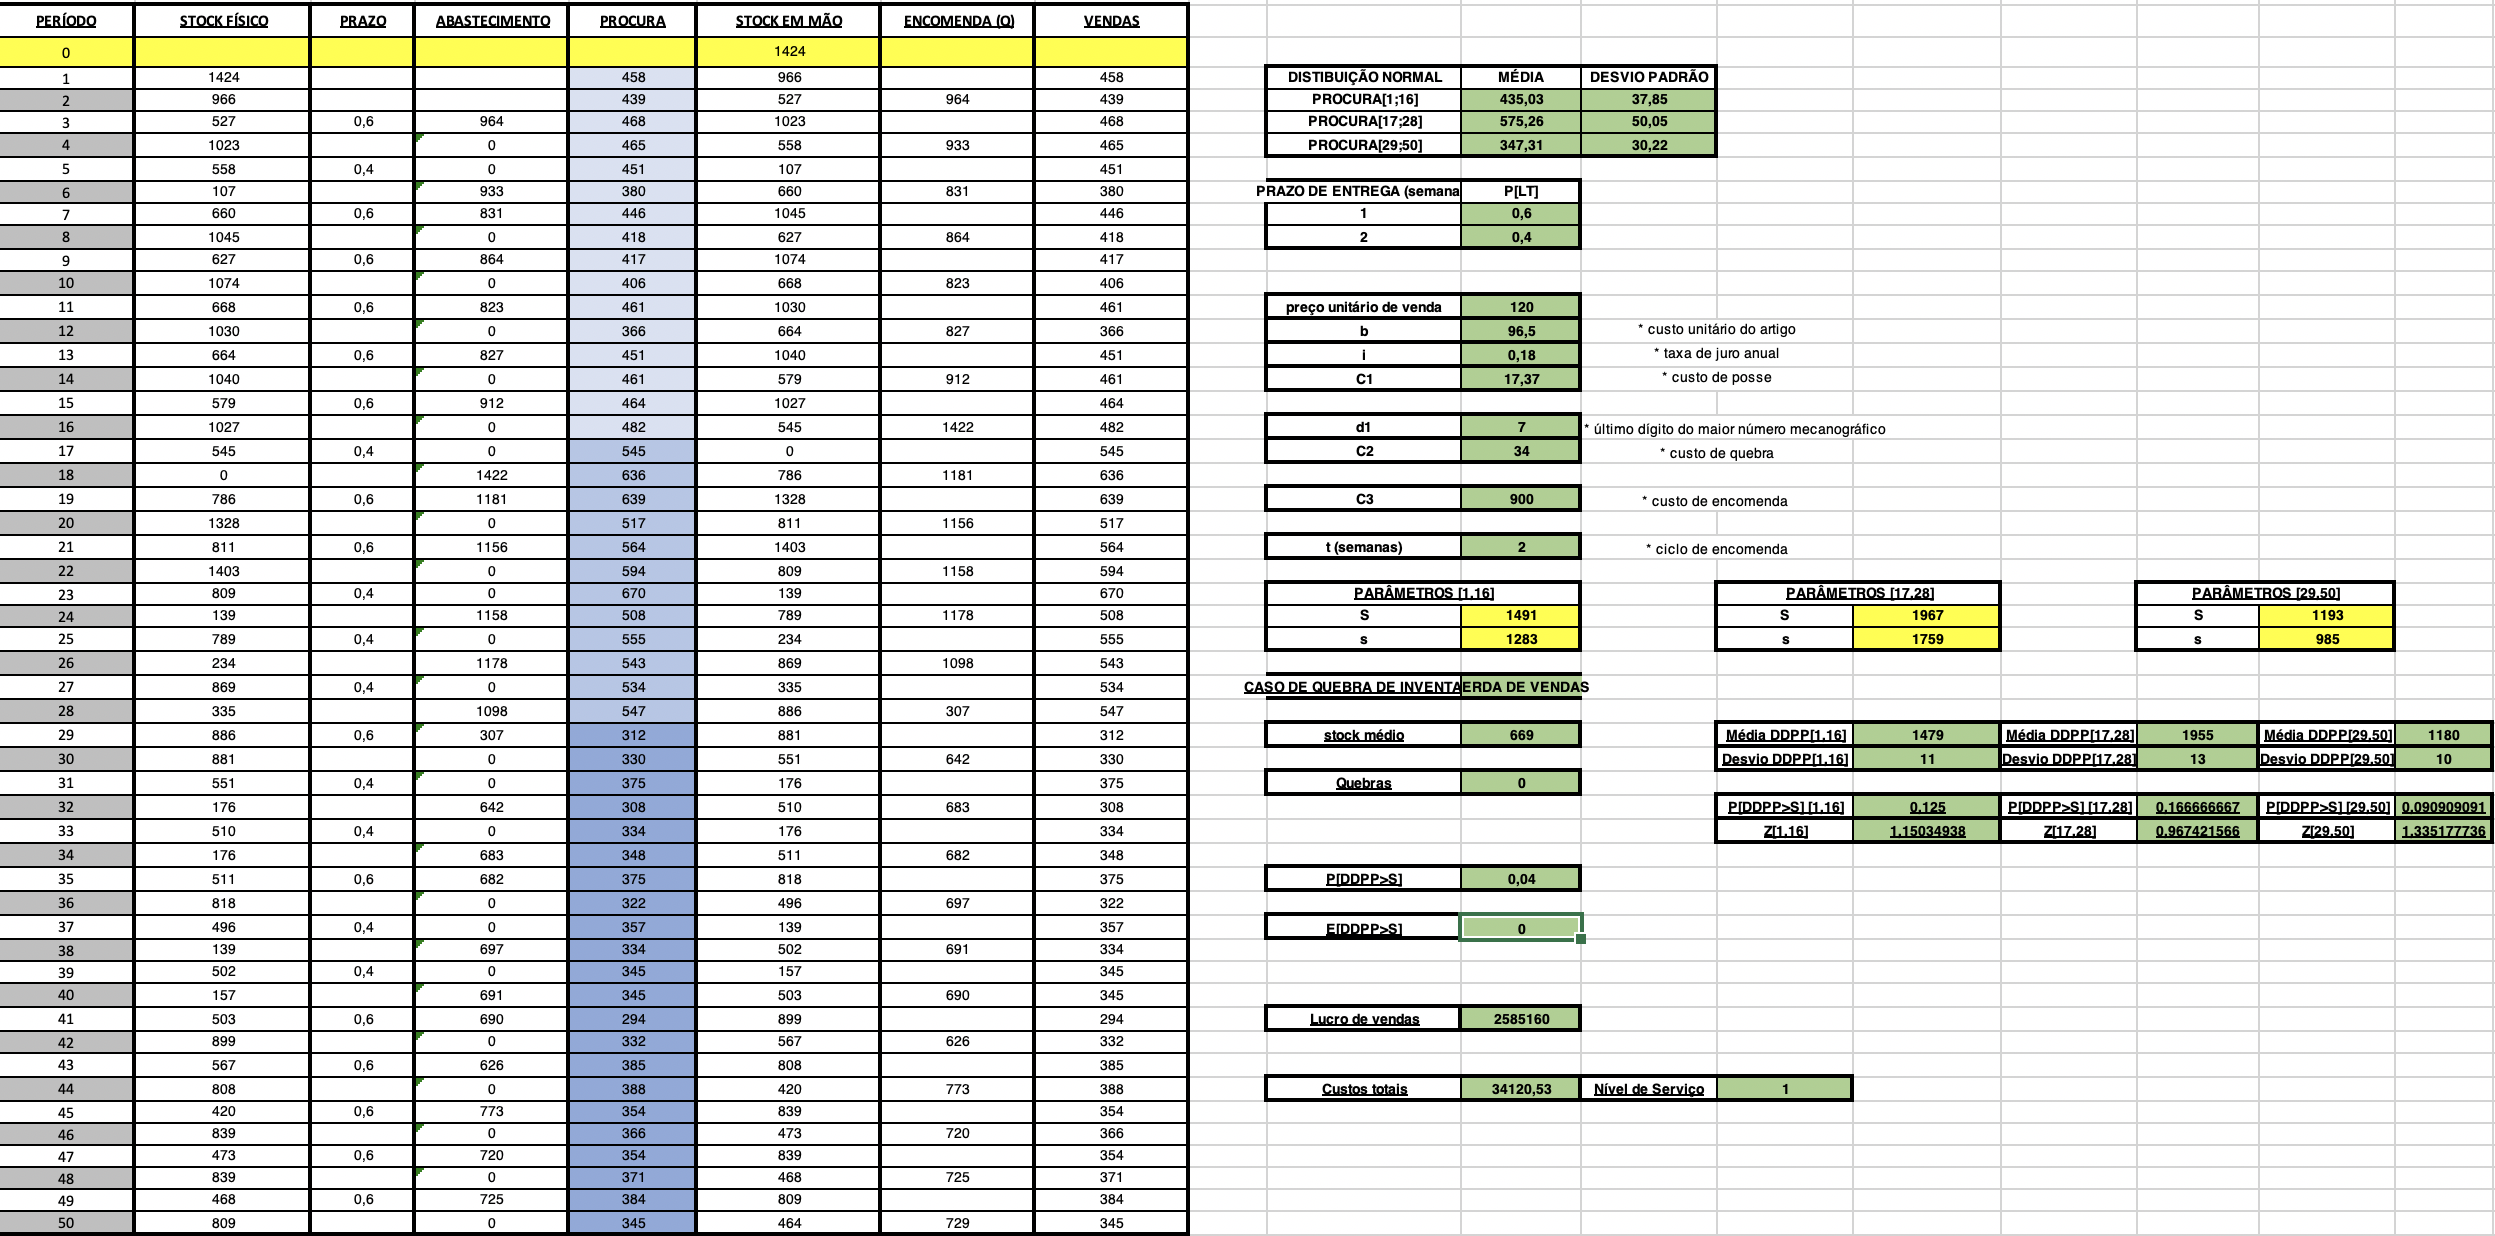 PERÍODO STOCK FÍSICO PRAZO ABASTECIMENTO PROCURA STOCK EM MÃO ENCOMENDA (Q) VENDAS
0 1424
1 1424 458 966 458
2 966 439 527 964 439
3 527 0,6 964 468 1023 468
4 1023 0 465 558 933 465
5 558 0,4 0 451 107 451
6 107 933 380 660 831 380
7 660 0,6 831 446 1045 446
8 1045 0 418 627 864 418
9 627 0,6 864 417 1074 417
10 1074 0 406 668 823 406
11 668 0,6 823 461 1030 461
12 1030 0 366 664 827 366
13 664 0,6 827 451 1040 451
14 1040 0 461 579 912 461
15 579 0,6 912 464 1027 464
16 1027 0 482 545 1422 482
17 545 0,4 0 545 0 545
18 0 1422 636 786 1181 636
19 786 0,6 1181 639 1328 639
20 1328 0 517 811 1156 517
21 811 0,6 1156 564 1403 564
22 1403 0 594 809 1158 594
23 809 0,4 0 670 139 670
24 139 1158 508 789 1178 508
25 789 0,4 0 555 234 555
26 234 1178 543 869 1098 543
27 869 0,4 0 534 335 534
28 335 1098 547 886 307 547
29 886 0,6 307 312 881 312
30 881 0 330 551 642 330
31 551 0,4 0 375 176 375
32 176 642 308 510 683 308
33 510 0,4 0 334 176 334
34 176 683 348 511 682 348
35 511 0,6 682 375 818 375
36 818 0 322 496 697 322
37 496 0,4 0 357 139 357
38 139 697 334 502 691 334
39 502 0,4 0 345 157 345
40 157 691 345 503 690 345
41 503 0,6 690 294 899 294
42 899 0 332 567 626 332
43 567 0,6 626 385 808 385
44 808 0 388 420 773 388
45 420 0,6 773 354 839 354
46 839 0 366 473 720 366
47 473 0,6 720 354 839 354
48 839 0 371 468 725 371
49 468 0,6 725 384 809 384
50 809 0 345 464 729 345
DISTIBUIÇÃO NORMAL MÉDIA DESVIO PADRÃO
PROCURA[1;16] 435,03 37,85
PROCURA[17;28] 575,26 50,05
PROCURA[29;50] 347,31 30,22
PRAZO DE ENTREGA (semana P[LT]
1 0,6
2 0,4
preço unitário de venda 120
b 96,5 * custo unitário do artigo
i 0,18 * taxa de juro anual
C1 17,37 * custo de posse
d1 7 * último dígito do maior número mecanográfico
C2 34 * custo de quebra
C3 900 * custo de encomenda
t (semanas) 2 * ciclo de encomenda
PARÂMETROS [1,16] PARÂMETROS [17,28] PARÂMETROS [29,50]
S 1491 S 1967 S 1193
s 1283 s 1759 s 985
CASO DE QUEBRA DE INVENTA ERDA DE VENDAS
stock médio 669 Média DDPP[1,16] 1479 Média DDPP[17,28] 1955 Média DDPP[29,50] 1180
Desvio DDPP[1,16] 11 Desvio DDPP[17,28] 13 Desvio DDPP[29,50] 10
Quebras 0
P[DDPP>S] [1,16] 0,125 P[DDPP>S] [17,28] 0,166666667 P[DDPP>S] [29,50] 0,090909091
Z[1,16] 1,15034938 Z[17,28] 0,967421566 Z[29,50] 1,335177736
P[DDPP>S] 0,04
E[DDPP>S] 0
Lucro de vendas 2585160
Custos totais 34120,53 Nível de Serviço 1